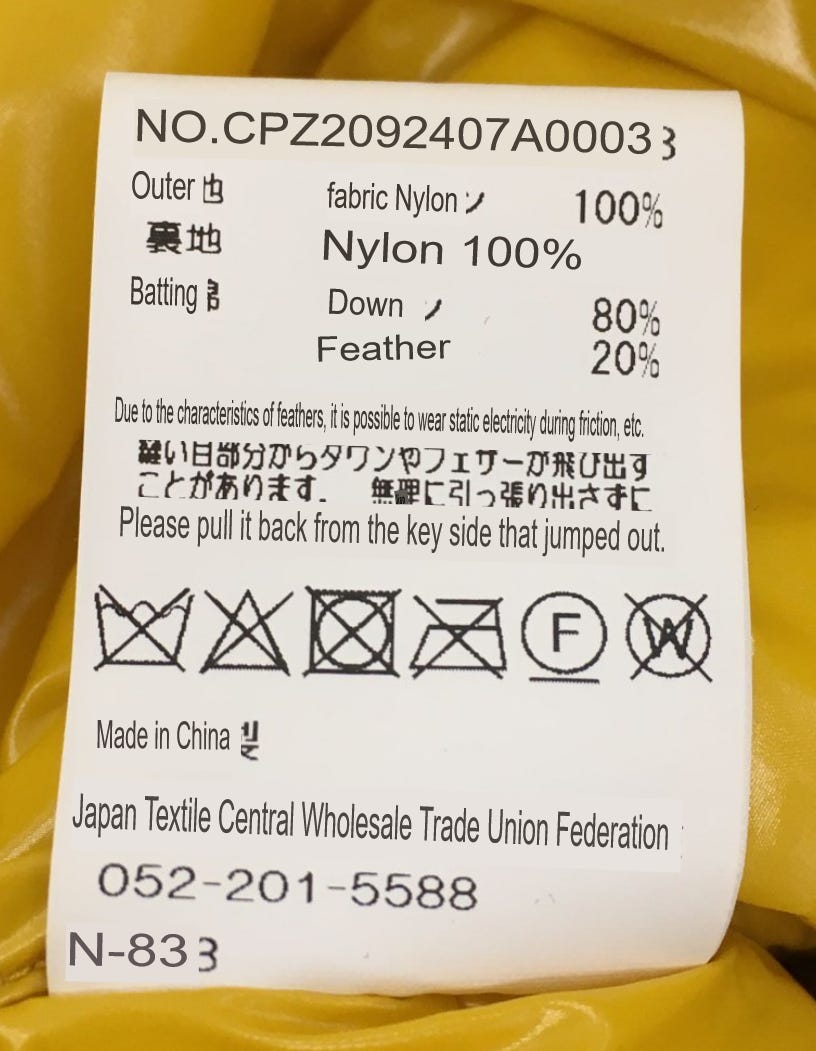 NO.CPZ2092407A0003
Outer fabric Nylon 100%
裏地 Nylon 100%
Batting Down 80%
Feather 20%
Due to the characteristics of feathers, it is possible to wear static electricity during friction, etc.
縫い目部分からダウンやフェザーが飛び出す
ことがあります。 無理に引っ張り出さずに
Please pull it back from the key side that jumped out.
F W
Made in China
Japan Textile Central Wholesale Trade Union Federation
052-201-5588
N-83